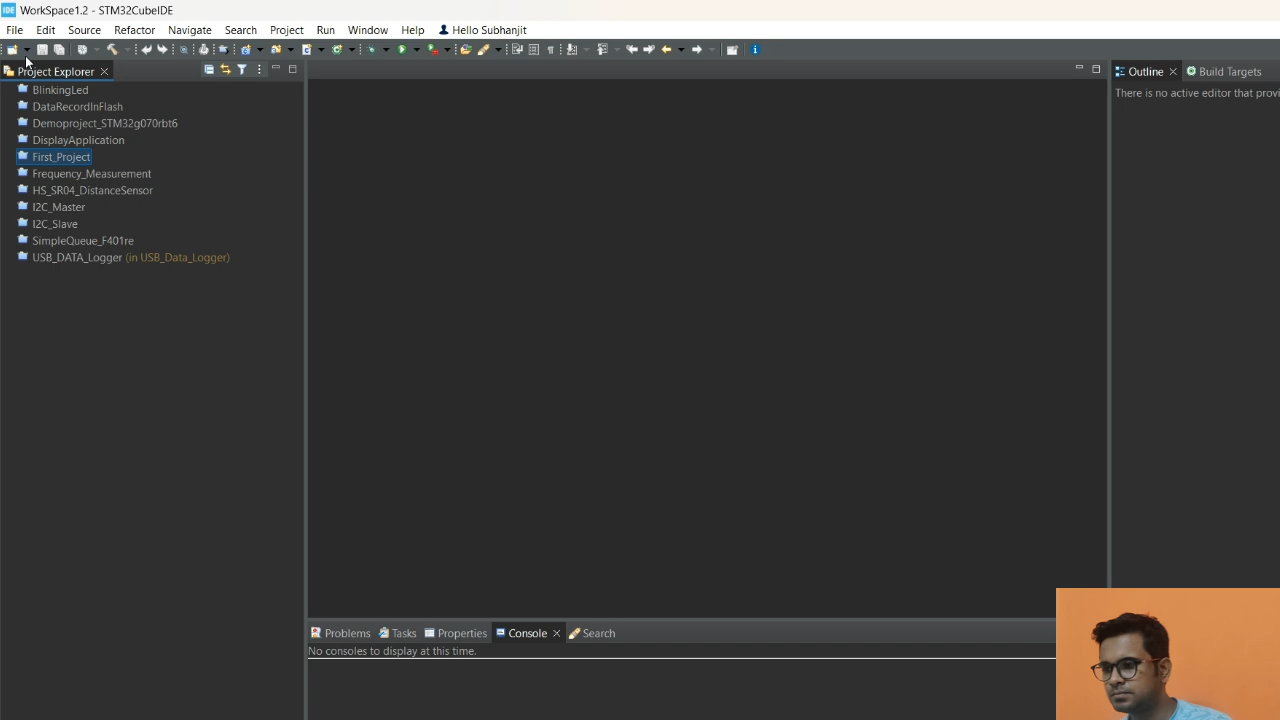 IDE WorkSpace1.2 - STM32CubeIDE
File Edit Source Refactor Navigate Search Project Run Window Help Hello Subhanjit
Project Explorer
BlinkingLed
DataRecordInFlash
Demoproject_STM32g070rbt6
DisplayApplication
First_Project
Frequency_Measurement
HS_SR04_DistanceSensor
I2C_Master
I2C_Slave
SimpleQueue_F401re
USB_DATA_Logger (in USB_Data_Logger)
Outline Build Targets
There is no active editor that provi
Problems Tasks Properties Console Search
No consoles to display at this time.